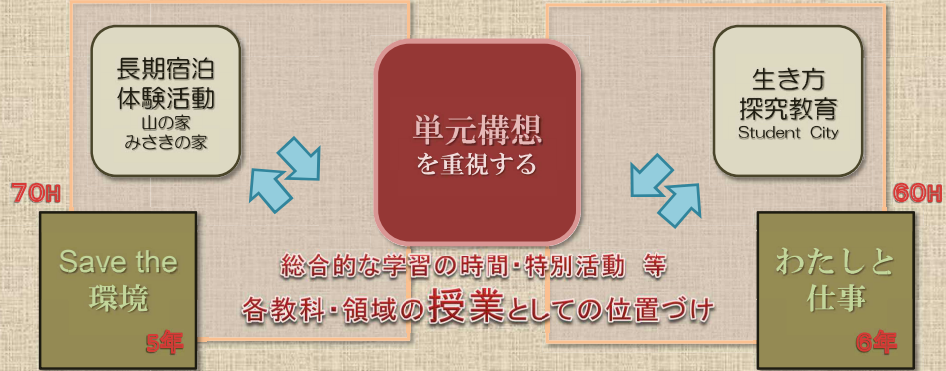 長期宿泊
体験活動
山の家
みさきの家
70H
Save the
環境
5年
単元構想
を重視する
総合的な学習の時間・特別活動 等
各教科・領域の授業としての位置づけ
生き方
探究教育
Student City
60H
わたしと
仕事
6年